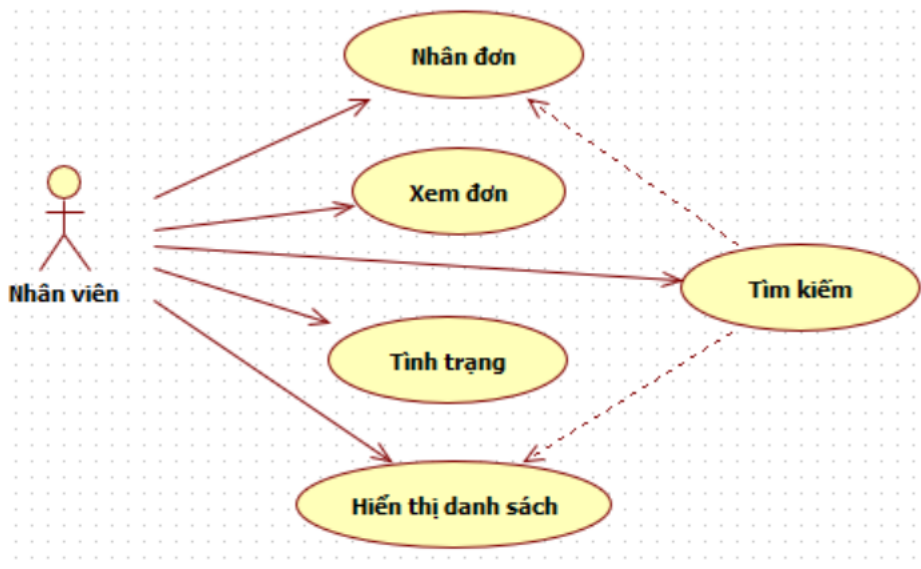 Nhân đơn
Xem đơn
Nhân viên
Tìm kiếm
Tình trạng
Hiển thị danh sách